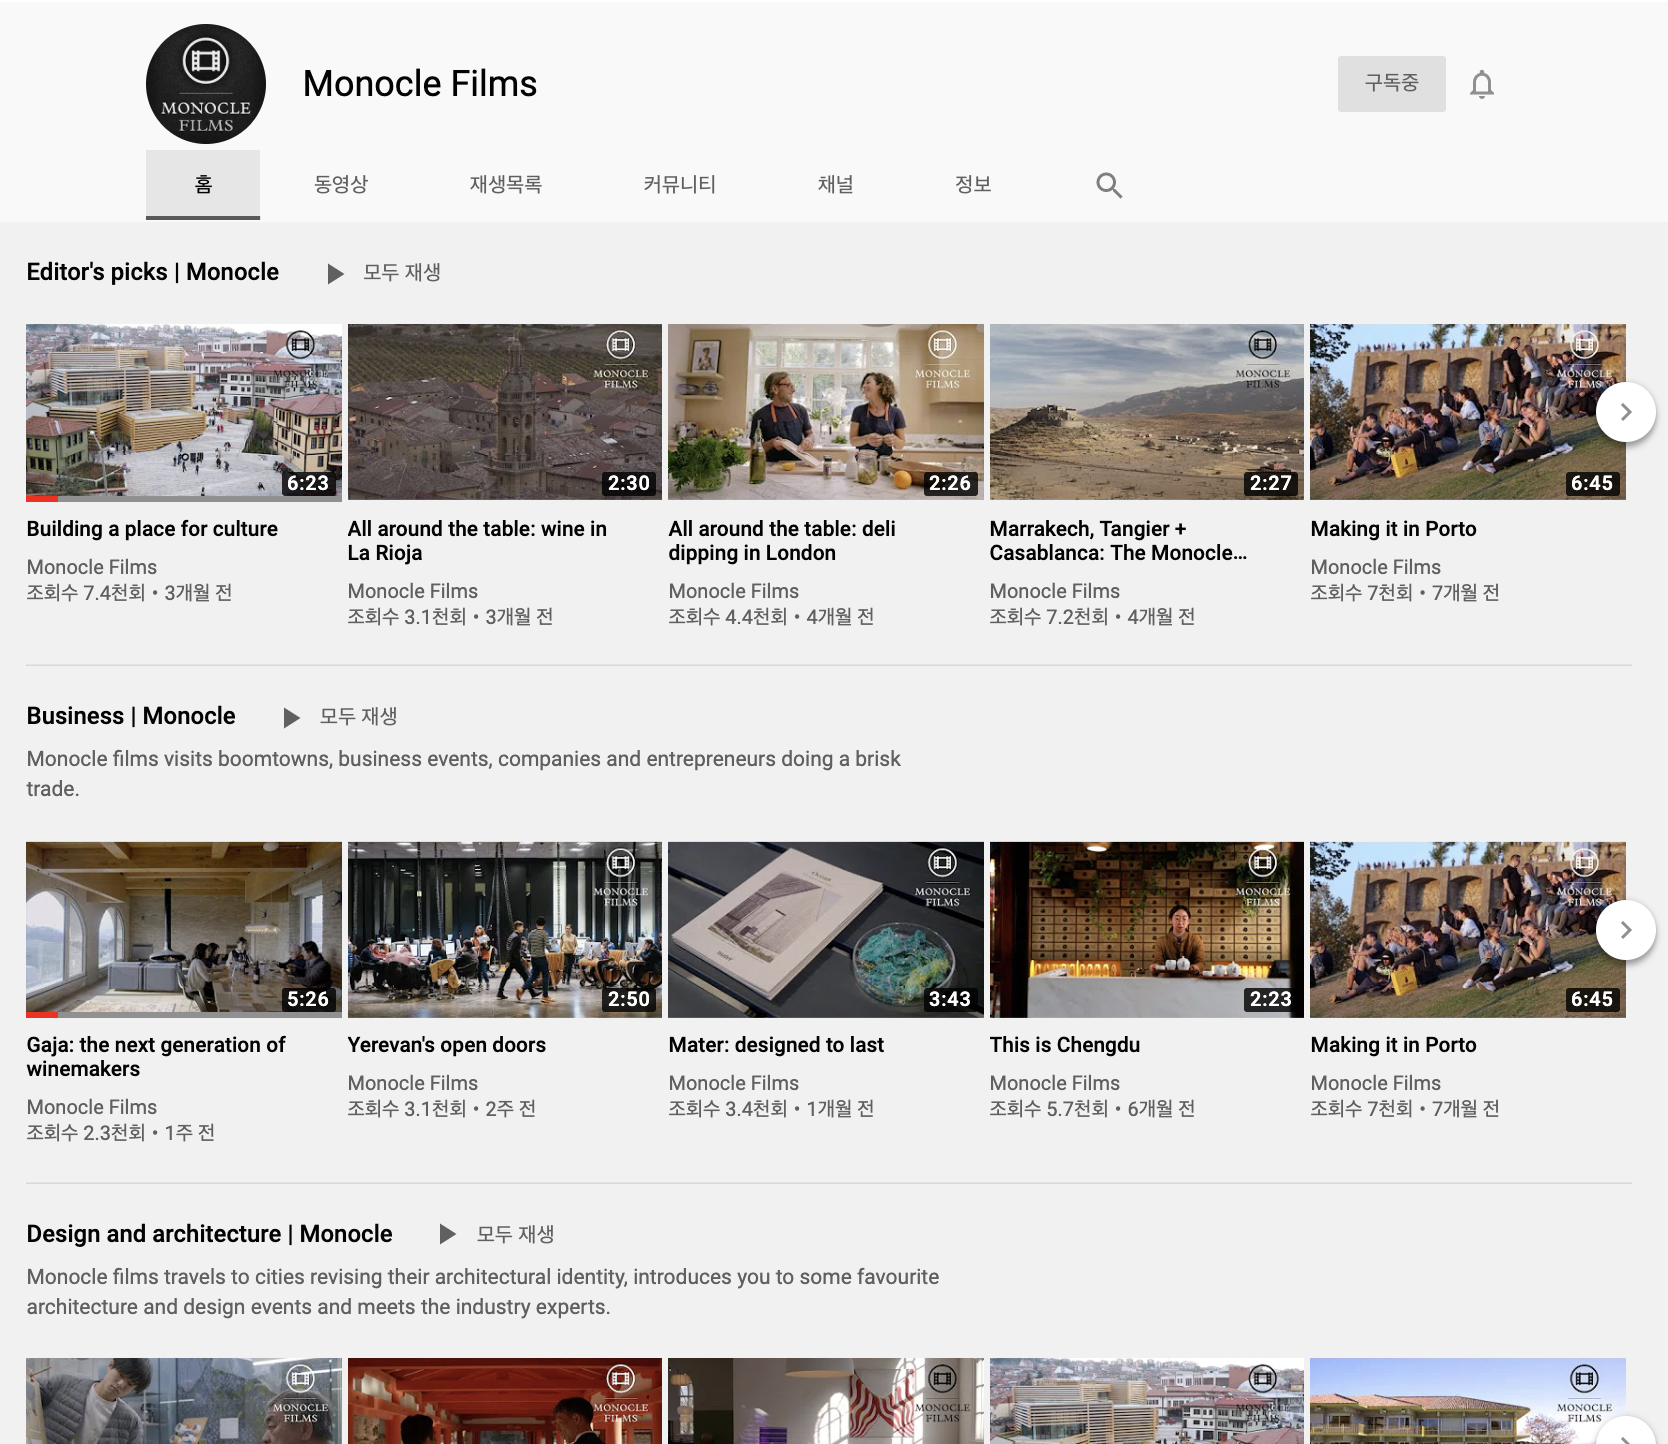 MONOCLE
FILMS
Monocle Films
구독중
홈
동영상
재생목록
커뮤니티
채널
정보
Editor's picks | Monocle
모두 재생
MONOCLE
FILMS
6:23
MONOCLE
FILMS
2:30
MONOCLE
FILMS
2:26
MONOCLE
FILMS
2:27
MONOCLE
FILMS
6:45
Building a place for culture
Monocle Films
조회수 7.4천회 • 3개월 전
All around the table: wine in
La Rioja
Monocle Films
조회수 3.1천회 • 3개월 전
All around the table: deli
dipping in London
Monocle Films
조회수 4.4천회 • 4개월 전
Marrakech, Tangier +
Casablanca: The Monocle...
Monocle Films
조회수 7.2천회 • 4개월 전
Making it in Porto
Monocle Films
조회수 7천회 • 7개월 전
Business | Monocle
모두 재생
Monocle films visits boomtowns, business events, companies and entrepreneurs doing a brisk
trade.
5:26
MONOCLE
FILMS
2:50
MONOCLE
FILMS
3:43
MONOCLE
FILMS
2:23
MONOCLE
FILMS
6:45
Gaja: the next generation of
winemakers
Monocle Films
조회수 2.3천회 • 1주 전
Yerevan's open doors
Monocle Films
조회수 3.1천회 • 2주 전
Mater: designed to last
Monocle Films
조회수 3.4천회 • 1개월 전
This is Chengdu
Monocle Films
조회수 5.7천회 • 6개월 전
Making it in Porto
Monocle Films
조회수 7천회 • 7개월 전
Design and architecture | Monocle
모두 재생
Monocle films travels to cities revising their architectural identity, introduces you to some favourite
architecture and design events and meets the industry experts.
MONOCLE
FILMS
MONOCLE
FILMS
MONOCLE
FILMS
MONOCLE
FILMS
MONOCLE
FILMS